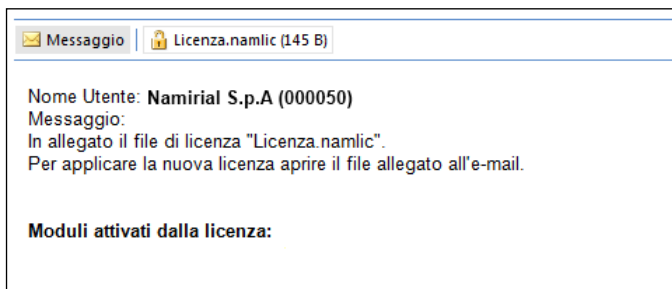 Messaggio Licenza.namlic (145 B)
Nome Utente: Namirial S.p.A (000050)
Messaggio:
In allegato il file di licenza "Licenza.namlic".
Per applicare la nuova licenza aprire il file allegato all'e-mail.
Moduli attivati dalla licenza: